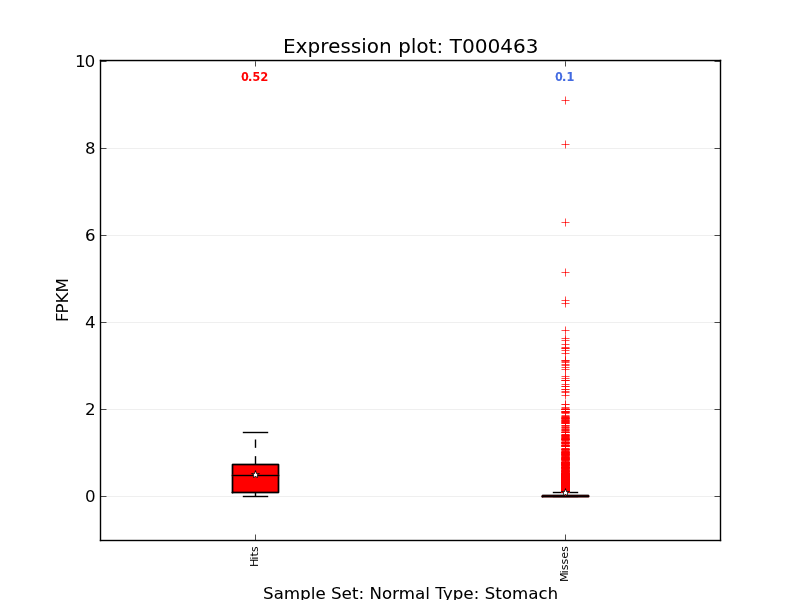 Expression plot: T000463
10
0.52
0.1
8
6
FPKM
4
2
0
Hits
Misses
Sample Set: Normal Type: Stomach